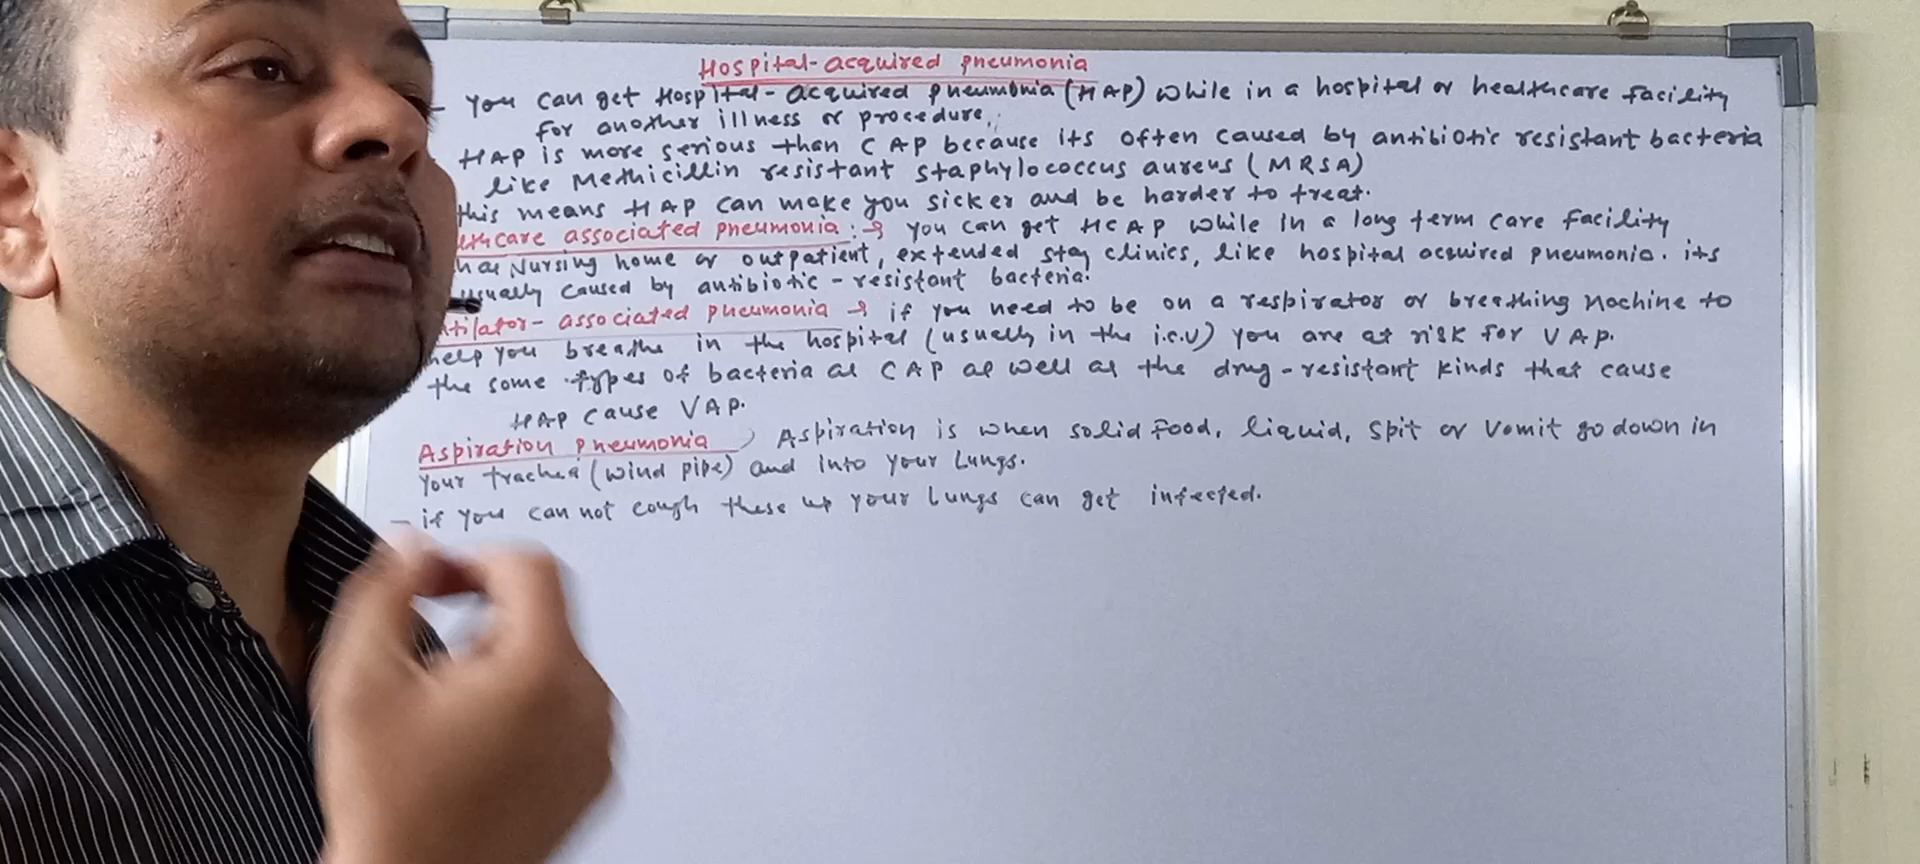 Hospital-acquired pneumonia
- You can get Hospital-acquired pneumonia (HAP) while in a hospital or healthcare facility
for another illness or procedure.
HAP is more serious than CAP because its often caused by antibiotic resistant bacteria
like Methicillin resistant staphylococcus aureus (MRSA)
this means HAP can make you sicker and be harder to treat.
care associated pneumonia :→ you can get HCAP while in a long term care facility
Nursing home or outpatient, extended stay clinics, like hospital acquired pneumonia. its
usually caused by antibiotic-resistant bacteria.
tilator-associated pneumonia → if you need to be on a respirator or breathing machine to
help you breathe in the hospital (usually in the i.c.u) you are at risk for VAP.
the some types of bacteria as CAP as well as the drug-resistant kinds that cause
HAP cause VAP.
Aspiration pneumonia Aspiration is when solid food, liquid, spit or vomit go down in
your trachea (wind pipe) and into your Lungs.
- if you can not cough these up your lungs can get infected.